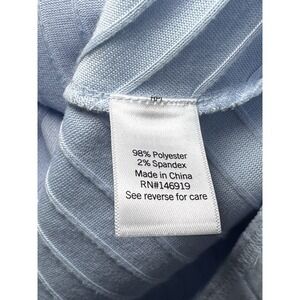 98% Polyester
2% Spandex
Made in China
RN#146919
See reverse for care